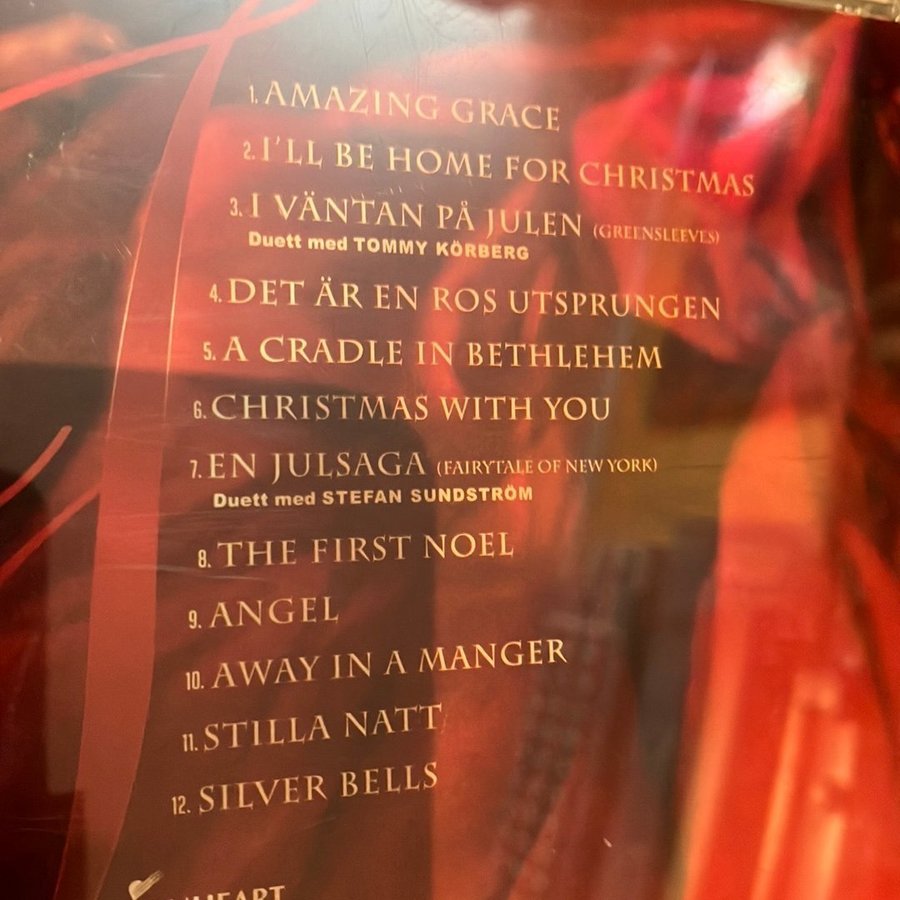 1. AMAZING GRACE
2. I'LL BE HOME FOR CHRISTMAS
3. I VÄNTAN PÅ JULEN (GREENSLEEVES)
Duett med TOMMY KÖRBERG
4. DET ÄR EN ROS UTSPRUNGEN
5. A CRADLE IN BETHLEHEM
6. CHRISTMAS WITH YOU
7. EN JULSAGA (FAIRYTALE OF NEW YORK)
Duett med STEFAN SUNDSTRÖM
8. THE FIRST NOEL
9. ANGEL
10. AWAY IN A MANGER
11. STILLA NATT
12. SILVER BELLS